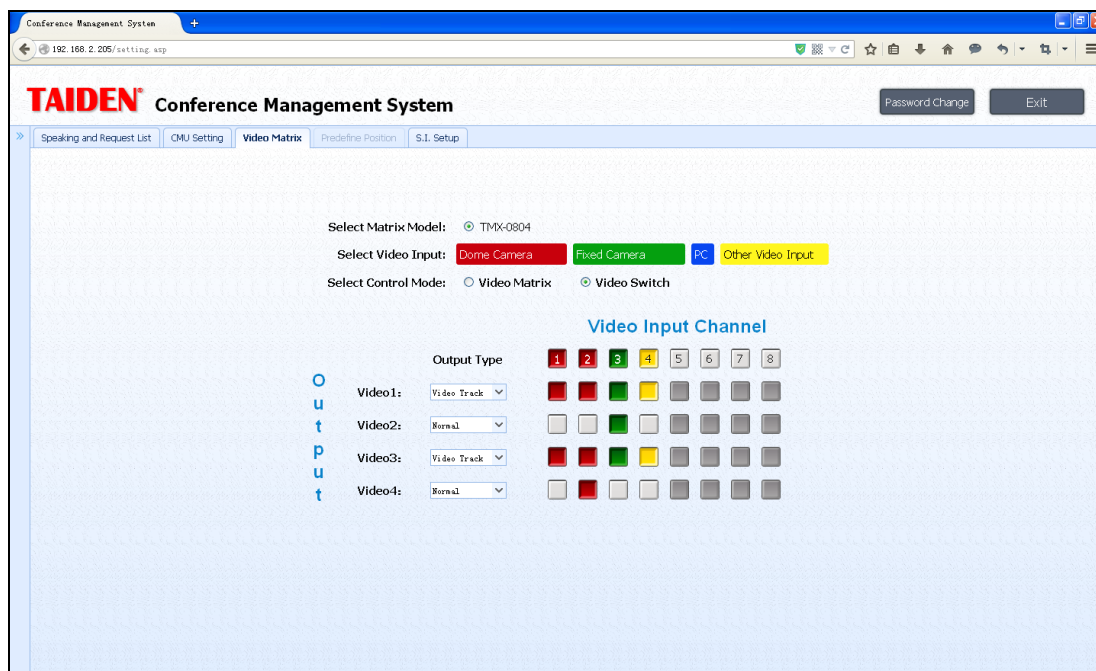 Conference Management System +
192.168.2.205/setting.asp
TAIDEN® Conference Management System Password Change Exit
» Speaking and Request List CMU Setting Video Matrix Predefine Position S.I. Setup
Select Matrix Model: TMX-0804
Select Video Input: Dome Camera Fixed Camera PC Other Video Input
Select Control Mode: Video Matrix Video Switch
Video Input Channel
Output Type 1 2 3 4 5 6 7 8
Output
Video1: Video Track
Video2: Normal
Video3: Video Track
Video4: Normal